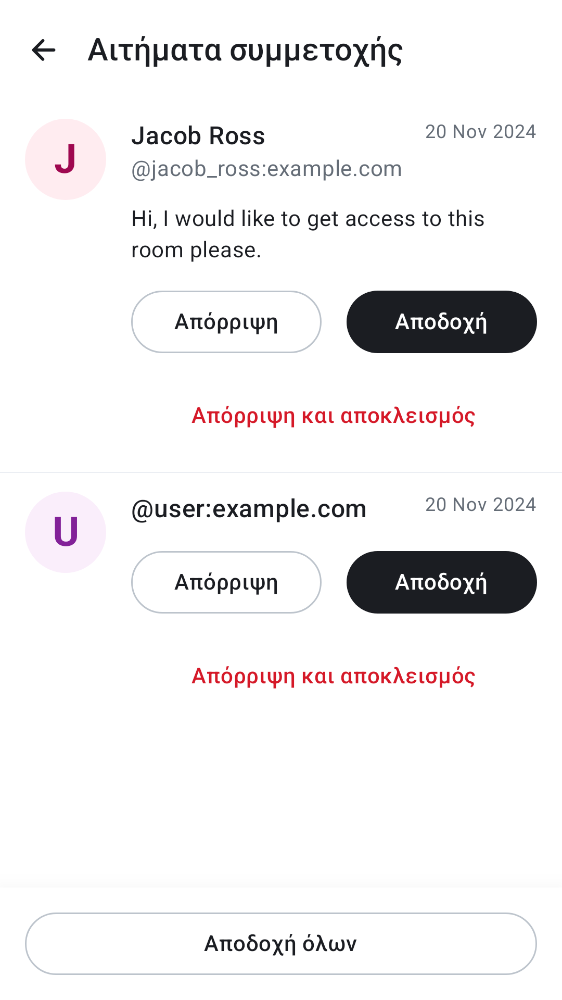 Αιτήματα συμμετοχής
J
Jacob Ross
20 Nov 2024
@jacob_ross:example.com
Hi, I would like to get access to this
room please.
Απόρριψη
Αποδοχή
Απόρριψη και αποκλεισμός
U
@user:example.com
20 Nov 2024
Απόρριψη
Αποδοχή
Απόρριψη και αποκλεισμός
Αποδοχή όλων